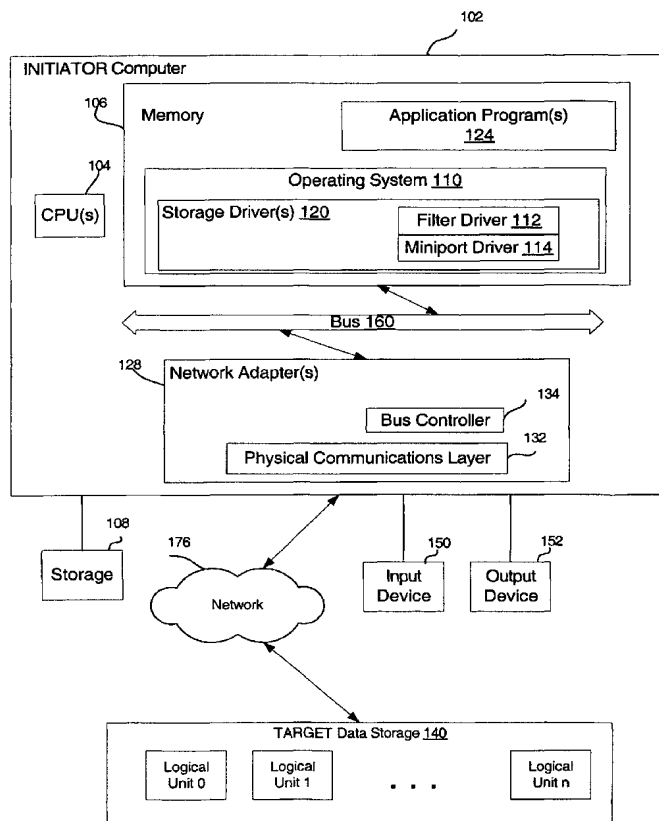 102
INITIATOR Computer
106
Memory
Application Program(s)
124
104
CPU(s)
Operating System 110
Storage Driver(s) 120
Filter Driver 112
Miniport Driver 114
Bus 160
128
Network Adapter(s)
134
Bus Controller
132
Physical Communications Layer
108
Storage
176
Network
150
Input
Device
152
Output
Device
TARGET Data Storage 140
Logical
Unit 0
Logical
Unit 1
. . .
Logical
Unit n